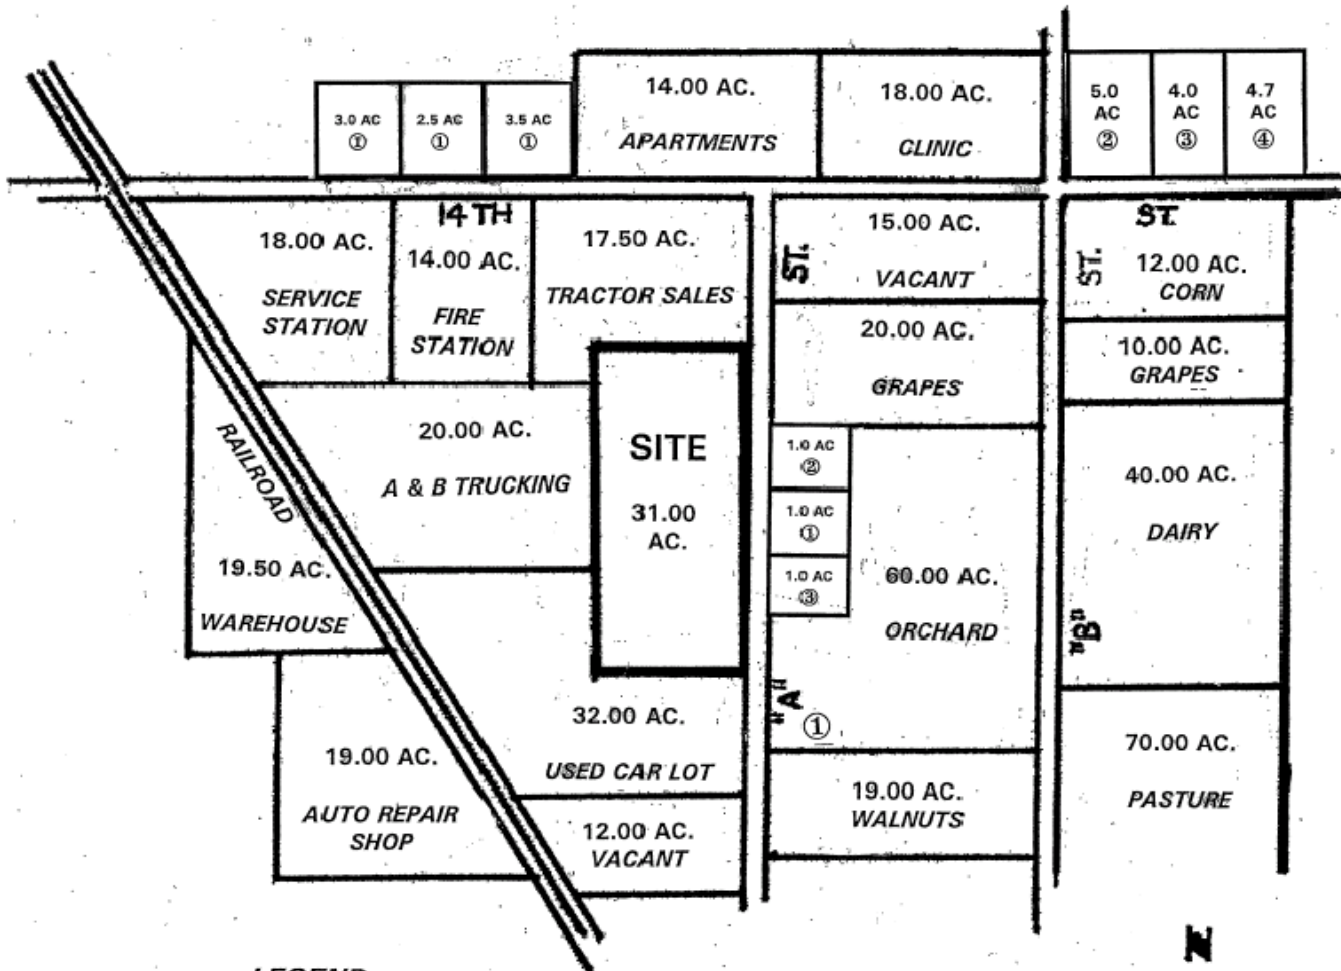 3.0 AC
①
2.5 AC
①
3.5 AC
①
14.00 AC.
APARTMENTS
18.00 AC.
CLINIC
5.0
AC
②
4.0
AC
③
4.7
AC
④
14TH
ST.
18.00 AC.
SERVICE
STATION
14.00 AC.
FIRE
STATION
17.50 AC.
TRACTOR SALES
ST.
15.00 AC.
VACANT
ST.
12.00 AC.
CORN
20.00 AC.
GRAPES
10.00 AC.
GRAPES
RAILROAD
20.00 AC.
A & B TRUCKING
SITE
31.00
AC.
1.0 AC
②
1.0 AC
①
1.0 AC
③
60.00 AC.
ORCHARD
40.00 AC.
DAIRY
19.50 AC.
WAREHOUSE
"A"
①
"B"
32.00 AC.
USED CAR LOT
19.00 AC.
AUTO REPAIR
SHOP
12.00 AC.
VACANT
19.00 AC.
WALNUTS
70.00 AC.
PASTURE
N
LEGEND